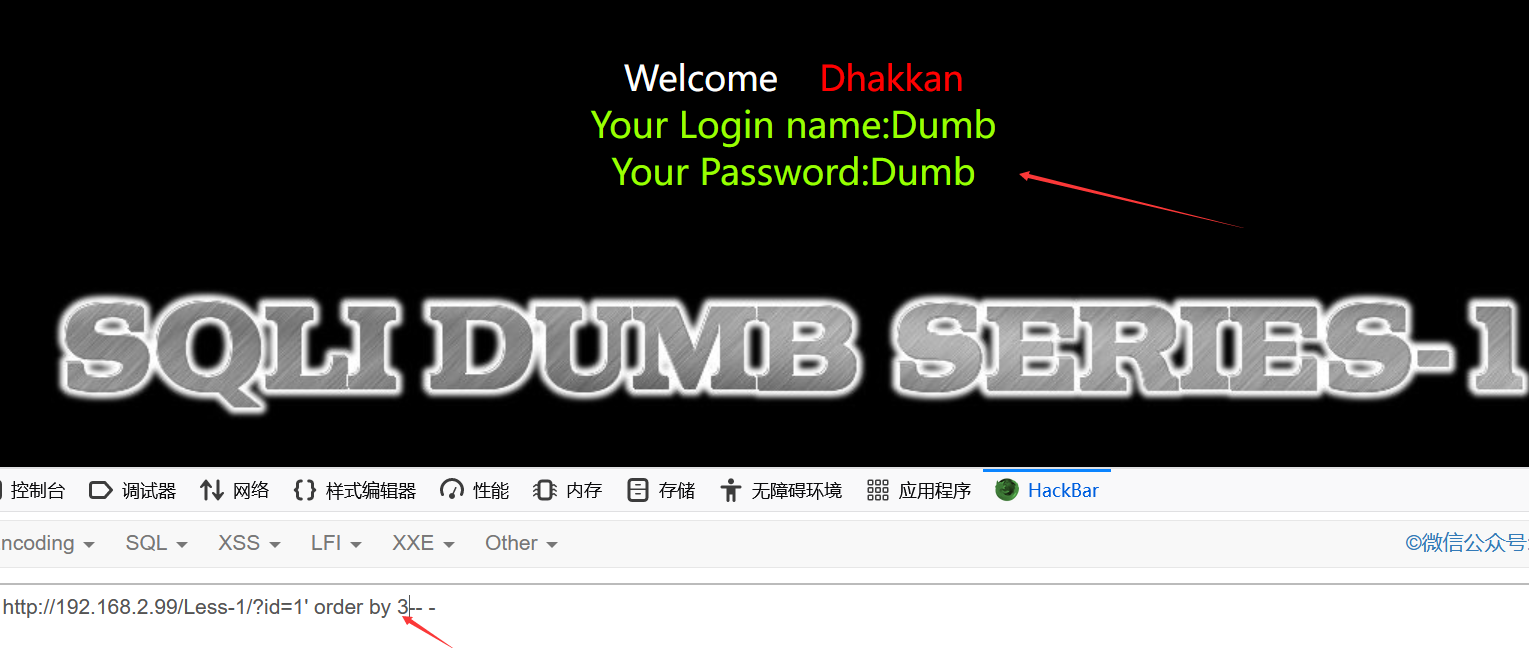 Welcome Dhakkan
Your Login name:Dumb
Your Password:Dumb
SQLI DUMB SERIES-1
控制台 调试器 网络 样式编辑器 性能 内存 存储 无障碍环境 应用程序 HackBar
ncoding SQL XSS LFI XXE Other ©微信公众号:
http://192.168.2.99/Less-1/?id=1' order by 3-- -